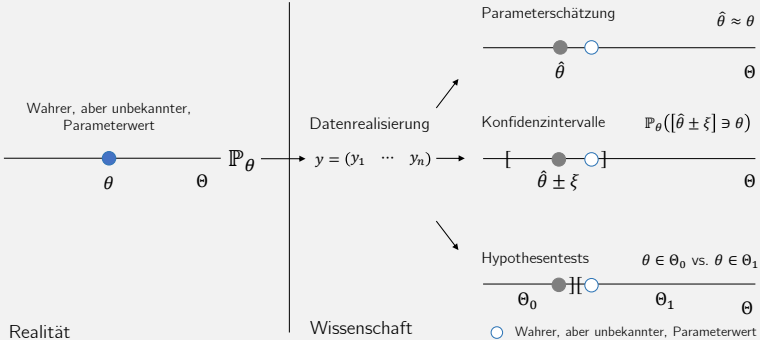 Wahrer, aber unbekannter,
Parameterwert
θ
Θ
ℙ_θ
Realität
Datenrealisierung
y = (y₁ ⋯ yₙ)
Wissenschaft
Parameterschätzung
θ̂ ≈ θ
θ̂
Θ
Konfidenzintervalle
ℙ_θ([θ̂ ± ξ] ∋ θ)
[ ]
θ̂ ± ξ
Θ
Hypothesentests
θ ∈ Θ₀ vs. θ ∈ Θ₁
][
Θ₀
Θ₁
Θ
Wahrer, aber unbekannter, Parameterwert